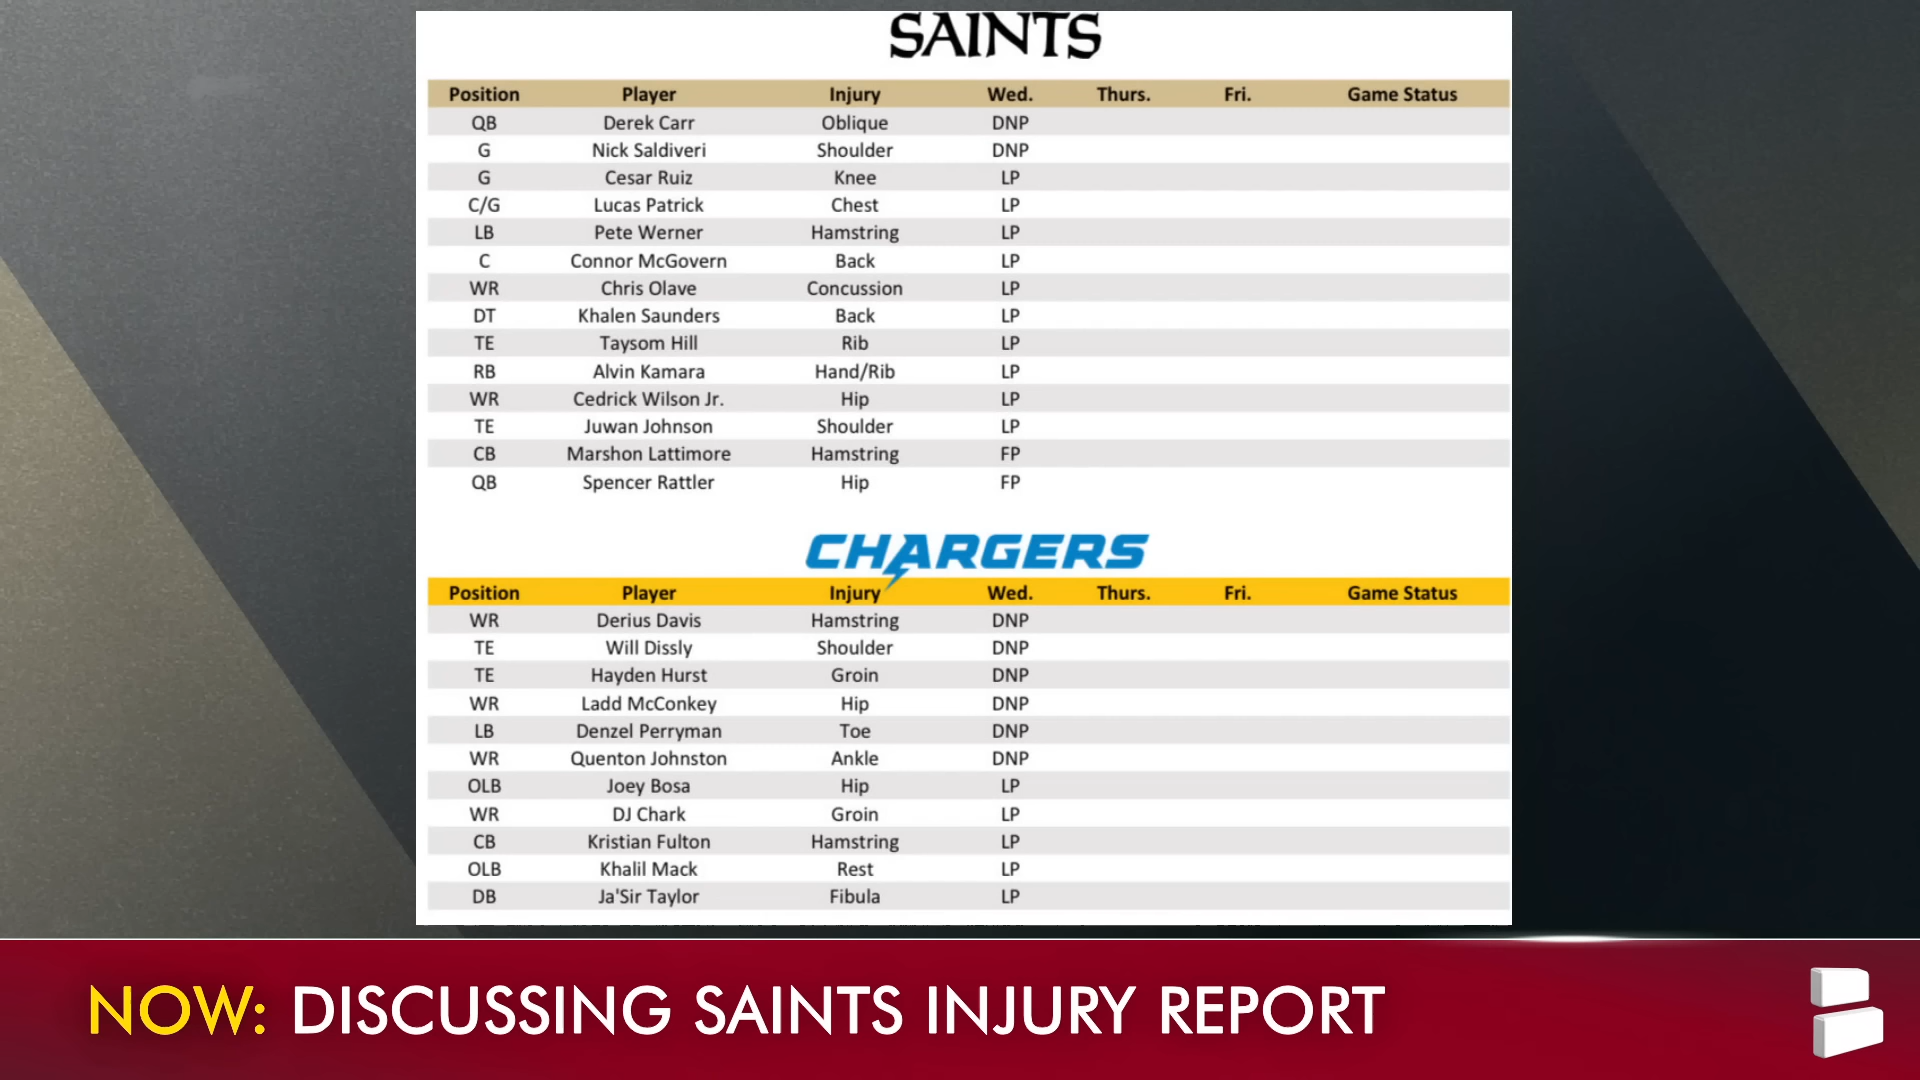 SAINTS
Position Player Injury Wed. Thurs. Fri. Game Status
QB Derek Carr Oblique DNP
G Nick Saldiveri Shoulder DNP
G Cesar Ruiz Knee LP
C/G Lucas Patrick Chest LP
LB Pete Werner Hamstring LP
C Connor McGovern Back LP
WR Chris Olave Concussion LP
DT Khalen Saunders Back LP
TE Taysom Hill Rib LP
RB Alvin Kamara Hand/Rib LP
WR Cedrick Wilson Jr. Hip LP
TE Juwan Johnson Shoulder LP
CB Marshon Lattimore Hamstring FP
QB Spencer Rattler Hip FP
CHARGERS
Position Player Injury Wed. Thurs. Fri. Game Status
WR Derius Davis Hamstring DNP
TE Will Dissly Shoulder DNP
TE Hayden Hurst Groin DNP
WR Ladd McConkey Hip DNP
LB Denzel Perryman Toe DNP
WR Quenton Johnston Ankle DNP
OLB Joey Bosa Hip LP
WR DJ Chark Groin LP
CB Kristian Fulton Hamstring LP
OLB Khalil Mack Rest LP
DB Ja'Sir Taylor Fibula LP
NOW: DISCUSSING SAINTS INJURY REPORT